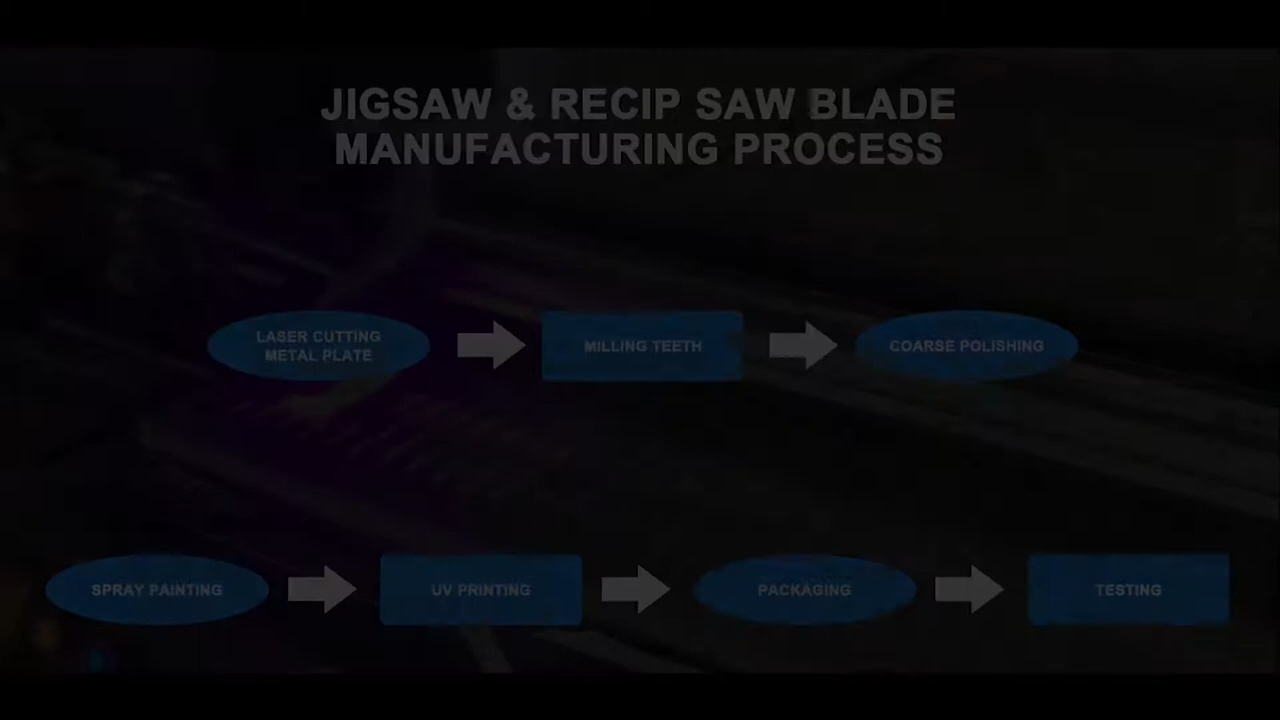 JIGSAW & RECIP SAW BLADE
MANUFACTURING PROCESS
LASER CUTTING
METAL PLATE
MILLING TEETH
COARSE POLISHING
SPRAY PAINTING
UV PRINTING
PACKAGING
TESTING